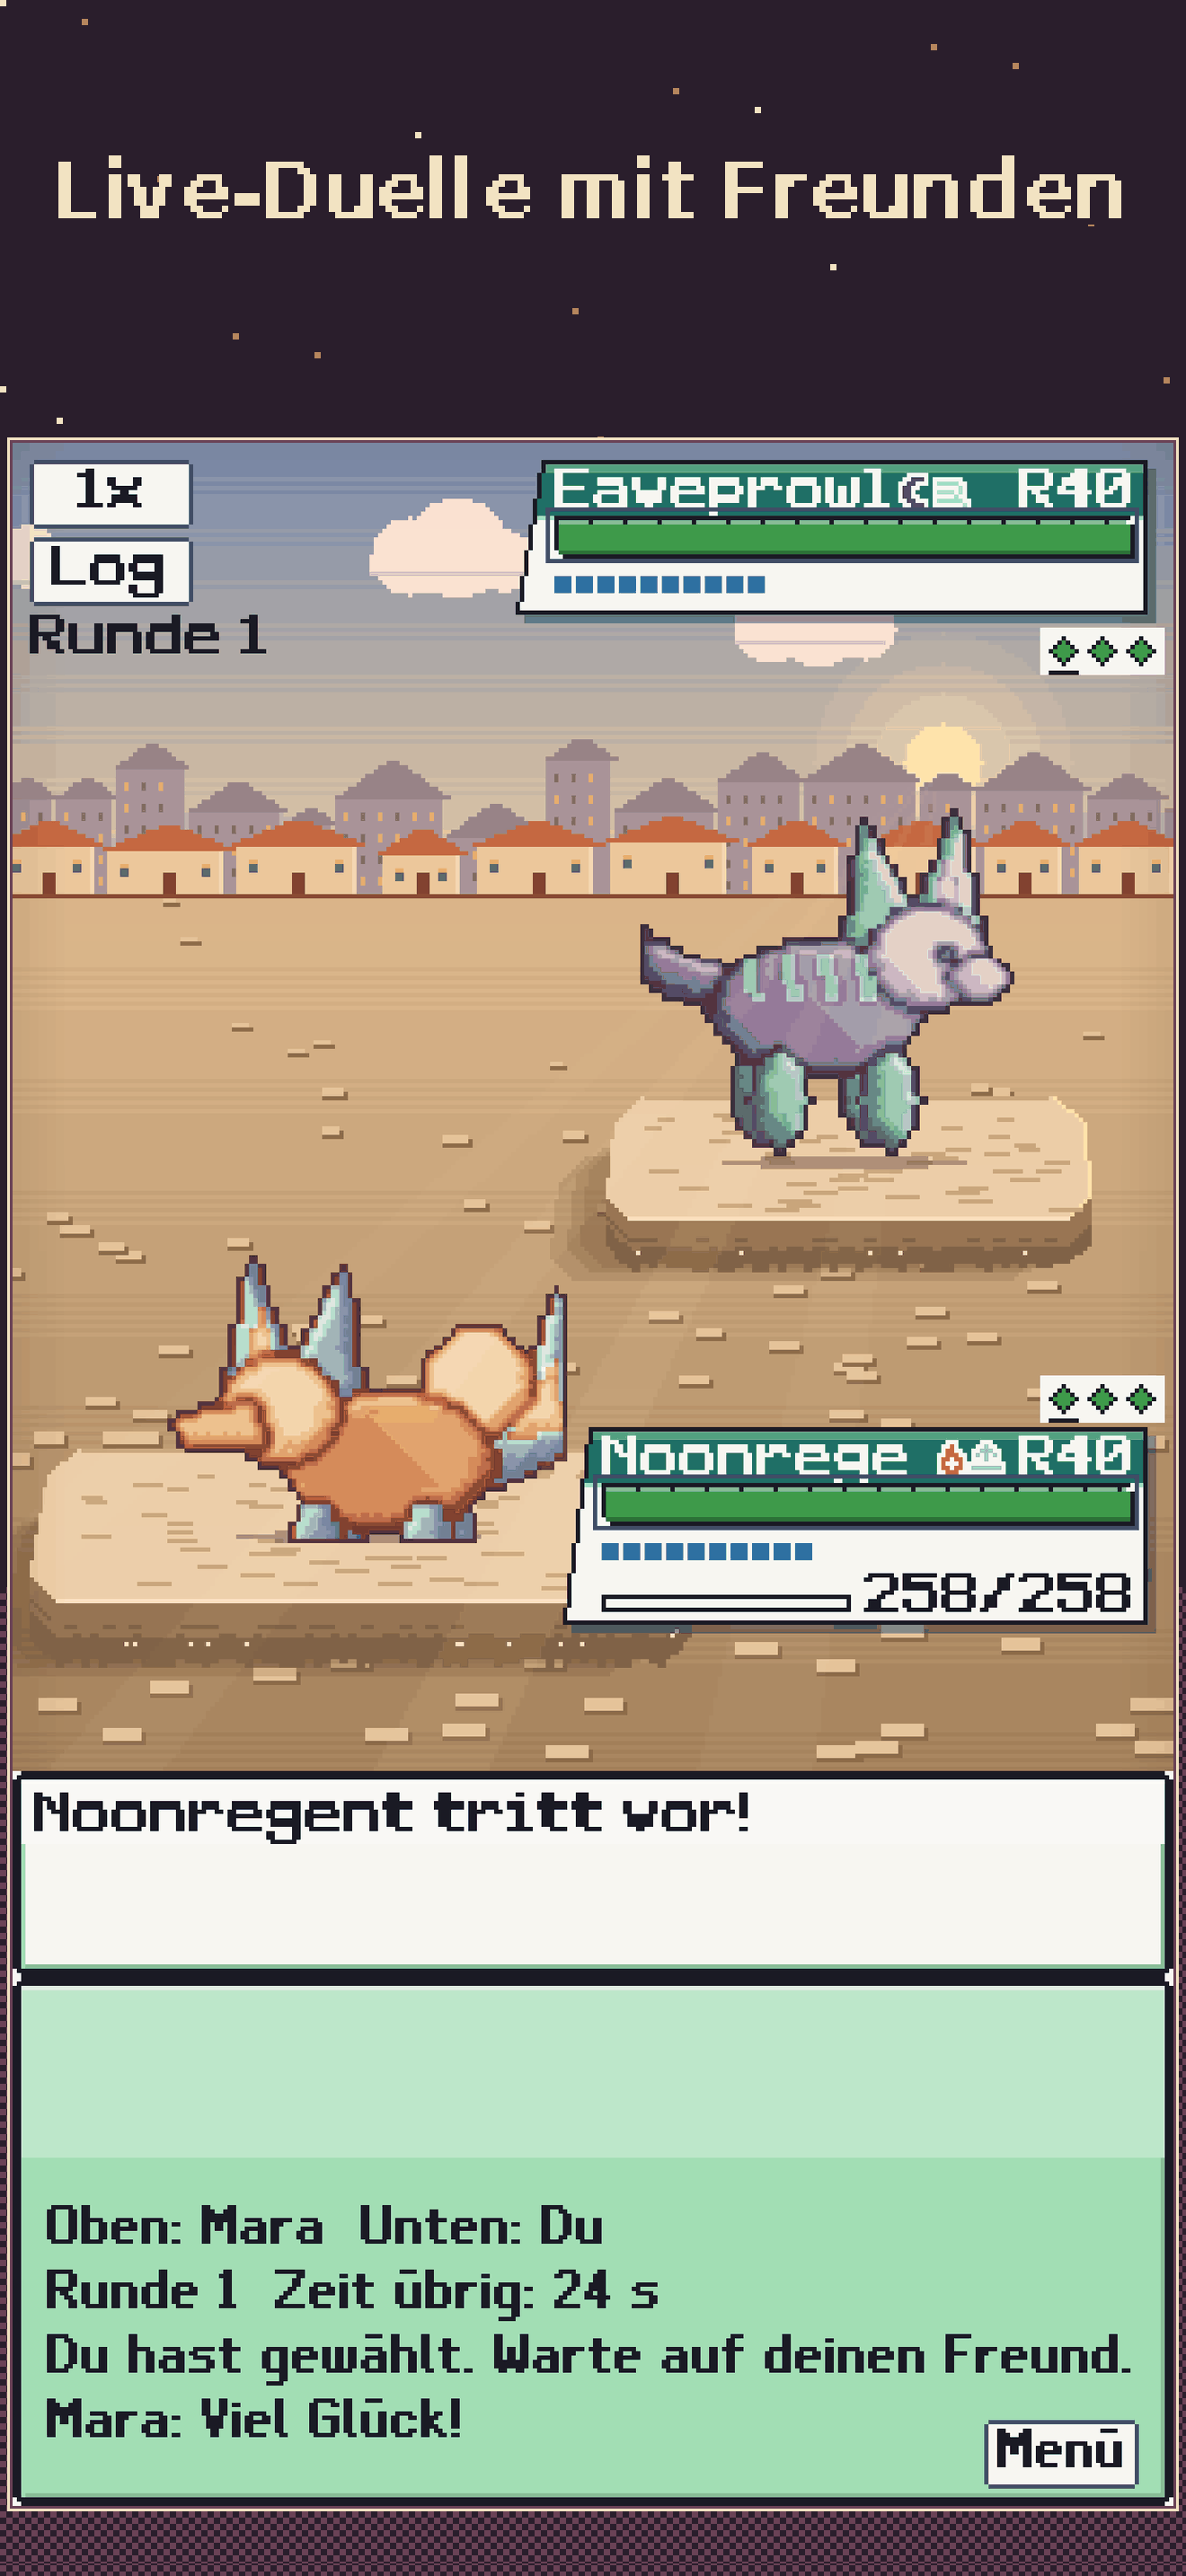 Live-Duelle mit Freunden
1x
Eaveprowl R40
Log
Runde 1
Noonrege R40
258/258
Noonregent tritt vor!
Oben: Mara Unten: Du
Runde 1 Zeit übrig: 24 s
Du hast gewählt. Warte auf deinen Freund.
Mara: Viel Glück!
Menü